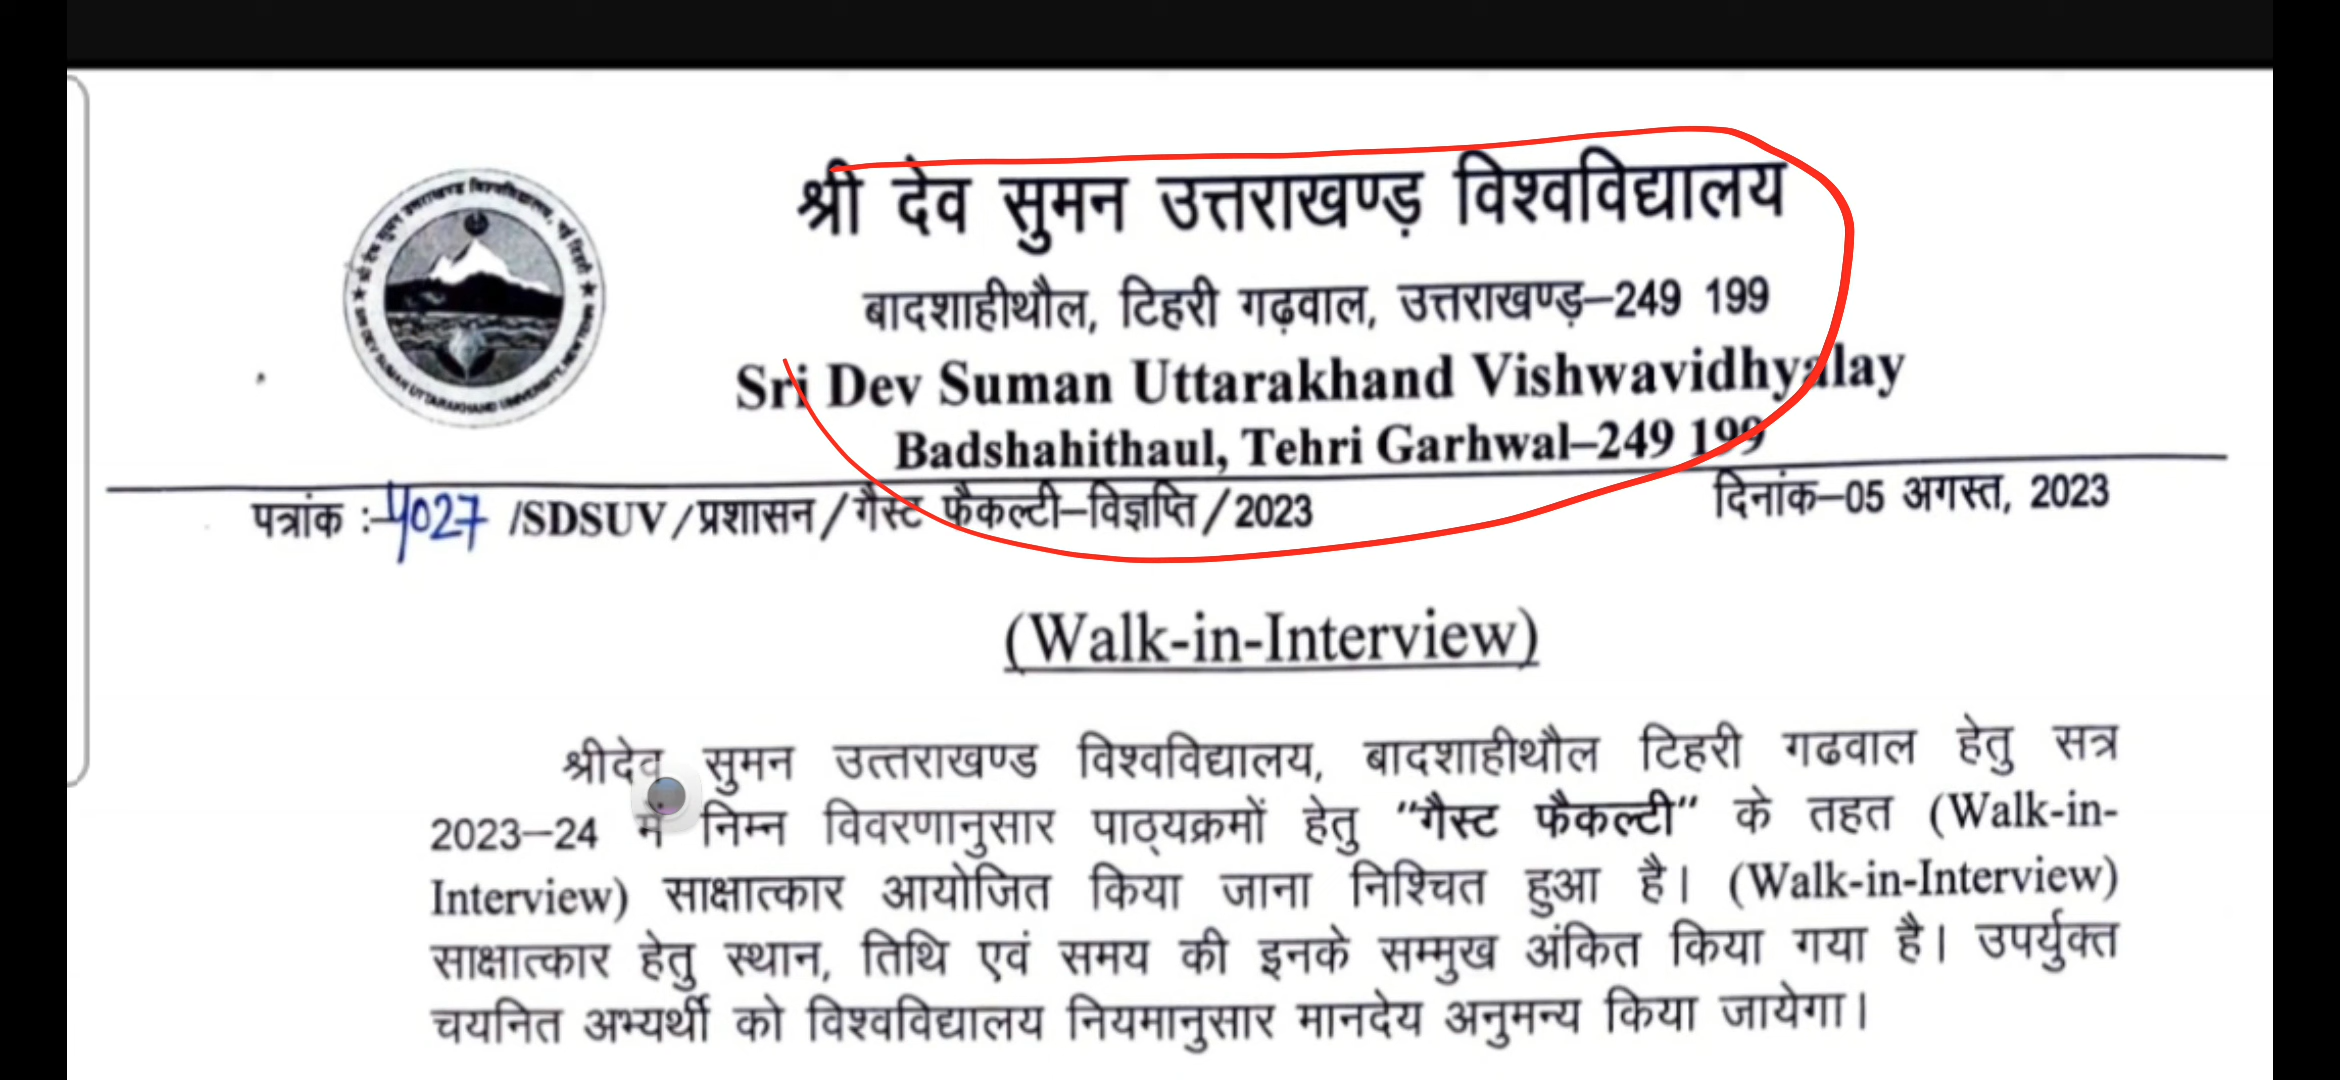 श्री देव सुमन उत्तराखण्ड विश्वविद्यालय
बादशाहीथौल, टिहरी गढ़वाल, उत्तराखण्ड़–249 199
Sri Dev Suman Uttarakhand Vishwavidhyalay
Badshahithaul, Tehri Garhwal–249 199
पत्रांक :–4027 /SDSUV/प्रशासन/गैस्ट फैकल्टी–विज्ञप्ति/2023 दिनांक–05 अगस्त, 2023
(Walk-in-Interview)
श्रीदेव सुमन उत्तराखण्ड विश्वविद्यालय, बादशाहीथौल टिहरी गढवाल हेतु सत्र
2023–24 में निम्न विवरणानुसार पाठ्यक्रमों हेतु "गैस्ट फैकल्टी" के तहत (Walk-in-
Interview) साक्षात्कार आयोजित किया जाना निश्चित हुआ है। (Walk-in-Interview)
साक्षात्कार हेतु स्थान, तिथि एवं समय की इनके सम्मुख अंकित किया गया है। उपर्युक्त
चयनित अभ्यर्थी को विश्वविद्यालय नियमानुसार मानदेय अनुमन्य किया जायेगा।